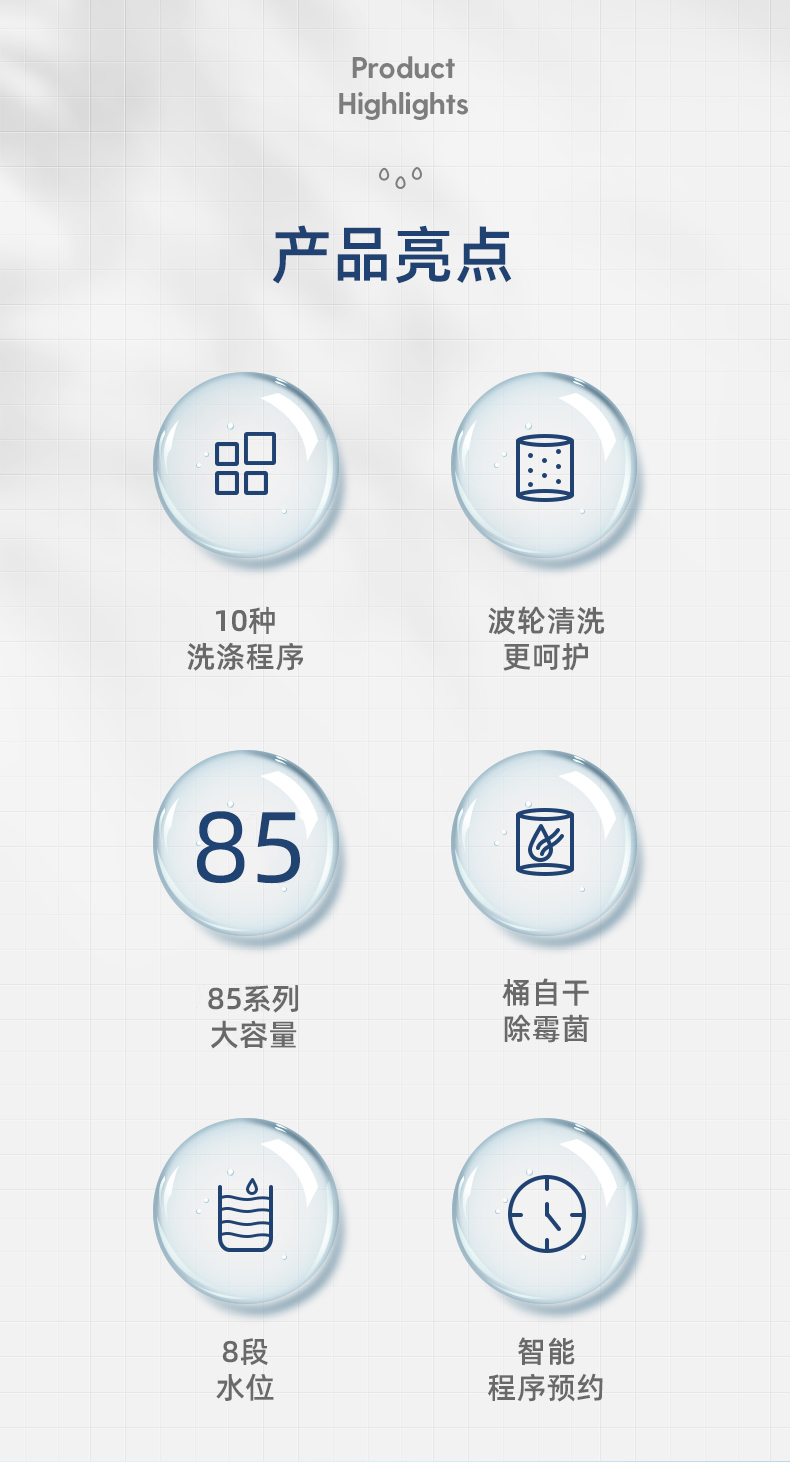 Product
Highlights
产品亮点
10种
洗涤程序
波轮清洗
更呵护
85
85系列
大容量
桶自干
除霉菌
8段
水位
智能
程序预约